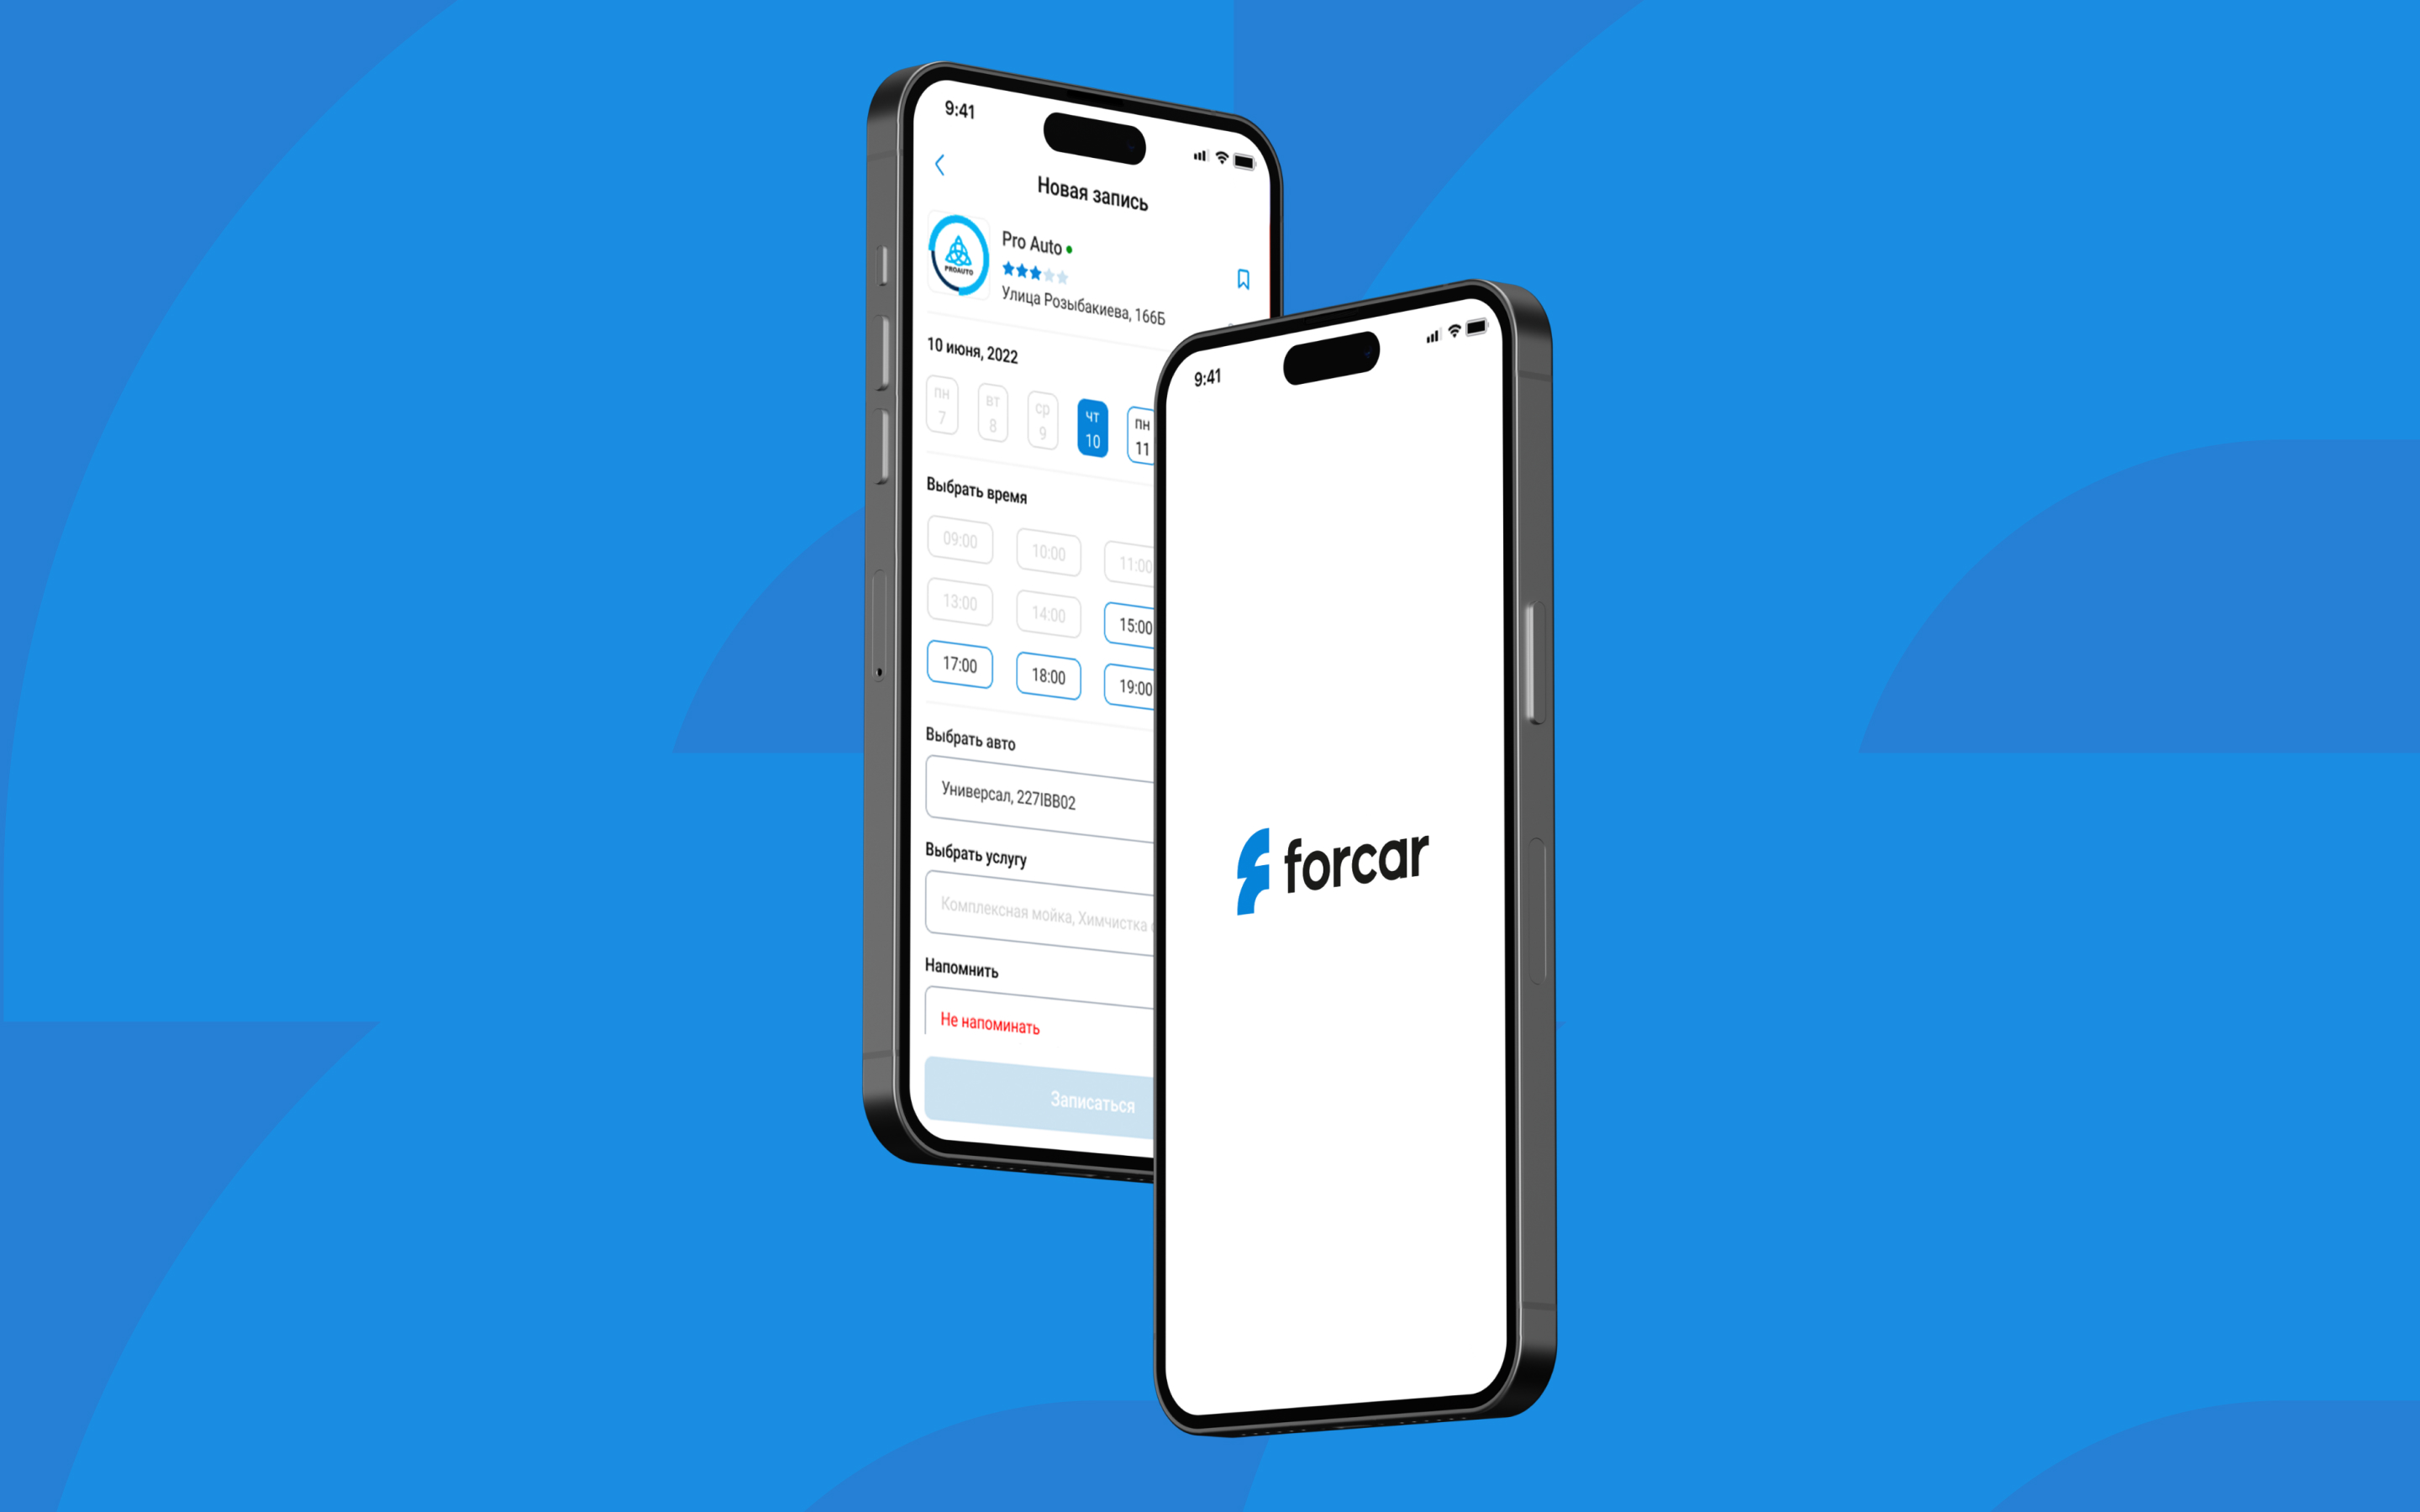 9:41
Новая запись
PROAUTO
Pro Auto
Улица Розыбакиева, 166Б
10 июня, 2022
пн вт ср чт пн
7 8 9 10 11
Выбрать время
09:00 10:00 11:00
13:00 14:00 15:00
17:00 18:00 19:00
Выбрать авто
Универсал, 227IBB02
Выбрать услугу
Комплексная мойка, Химчистка
Напомнить
Не напоминать
Записаться
9:41
forcar